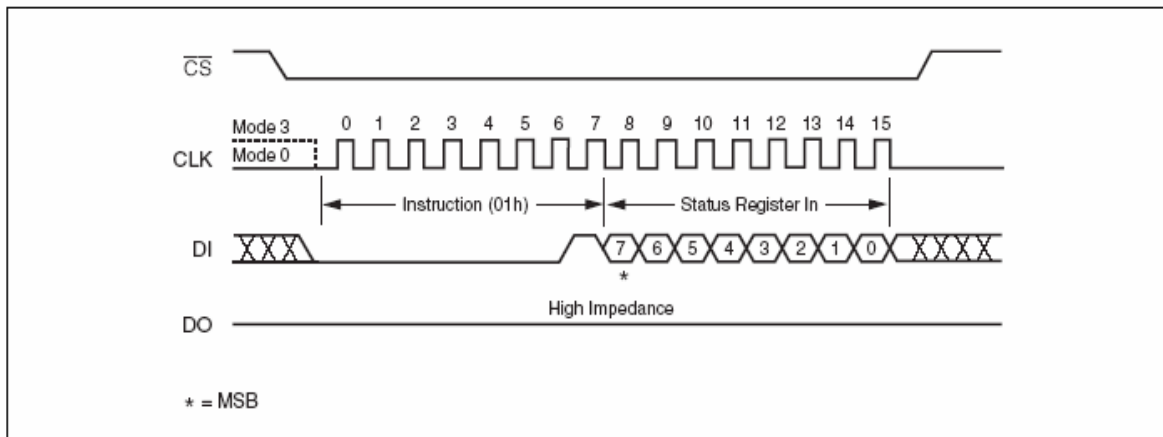 CS
Mode 3
0 1 2 3 4 5 6 7 8 9 10 11 12 13 14 15
CLK
Mode 0
Instruction (01h)
Status Register In
DI
7 6 5 4 3 2 1 0
*
High Impedance
DO
* = MSB